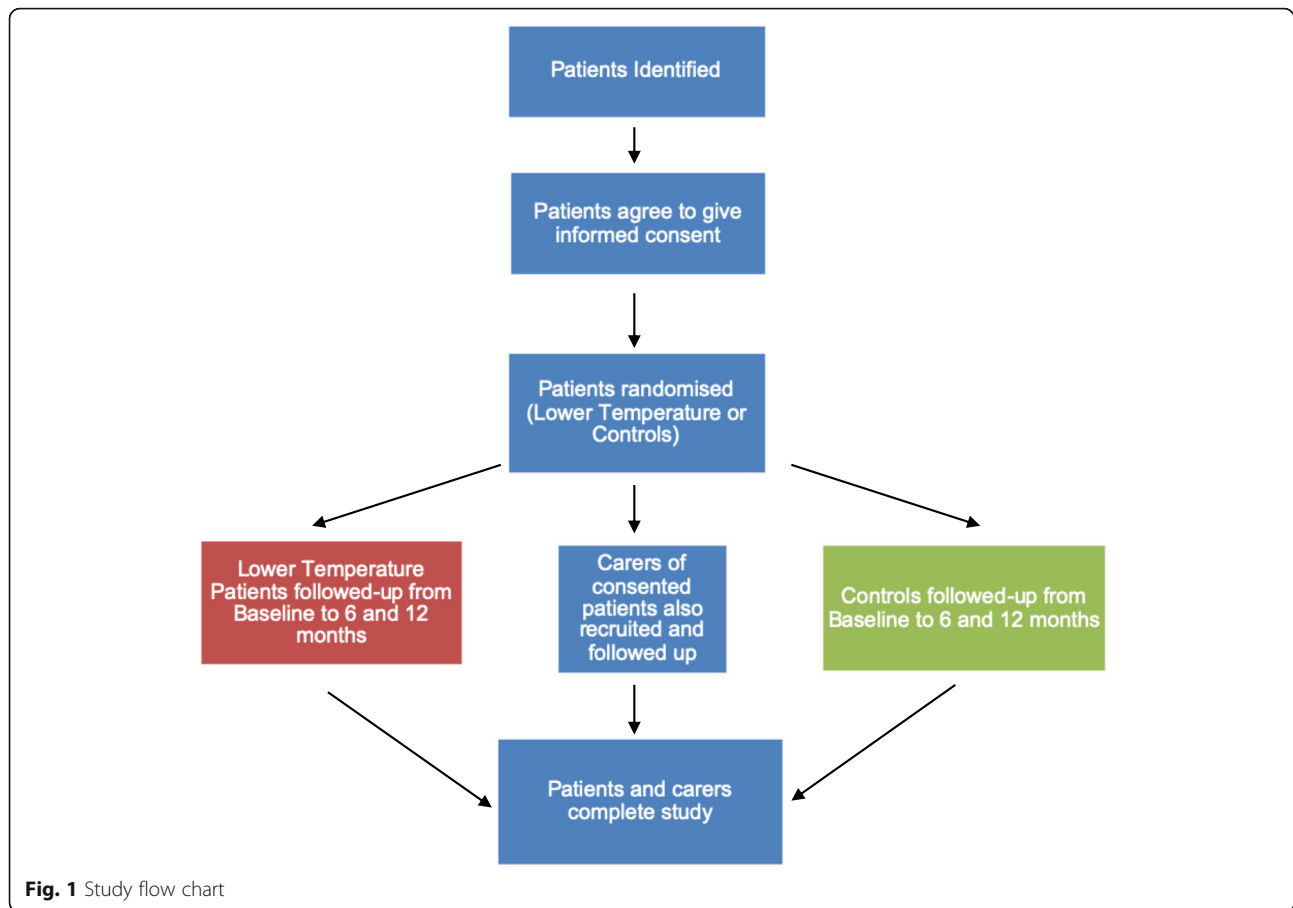 Patients Identified
Patients agree to give
informed consent
Patients randomised
(Lower Temperature or
Controls)
Lower Temperature
Patients followed-up from
Baseline to 6 and 12
months
Carers of
consented
patients also
recruited and
followed up
Controls followed-up from
Baseline to 6 and 12 months
Patients and carers
complete study
Fig. 1 Study flow chart